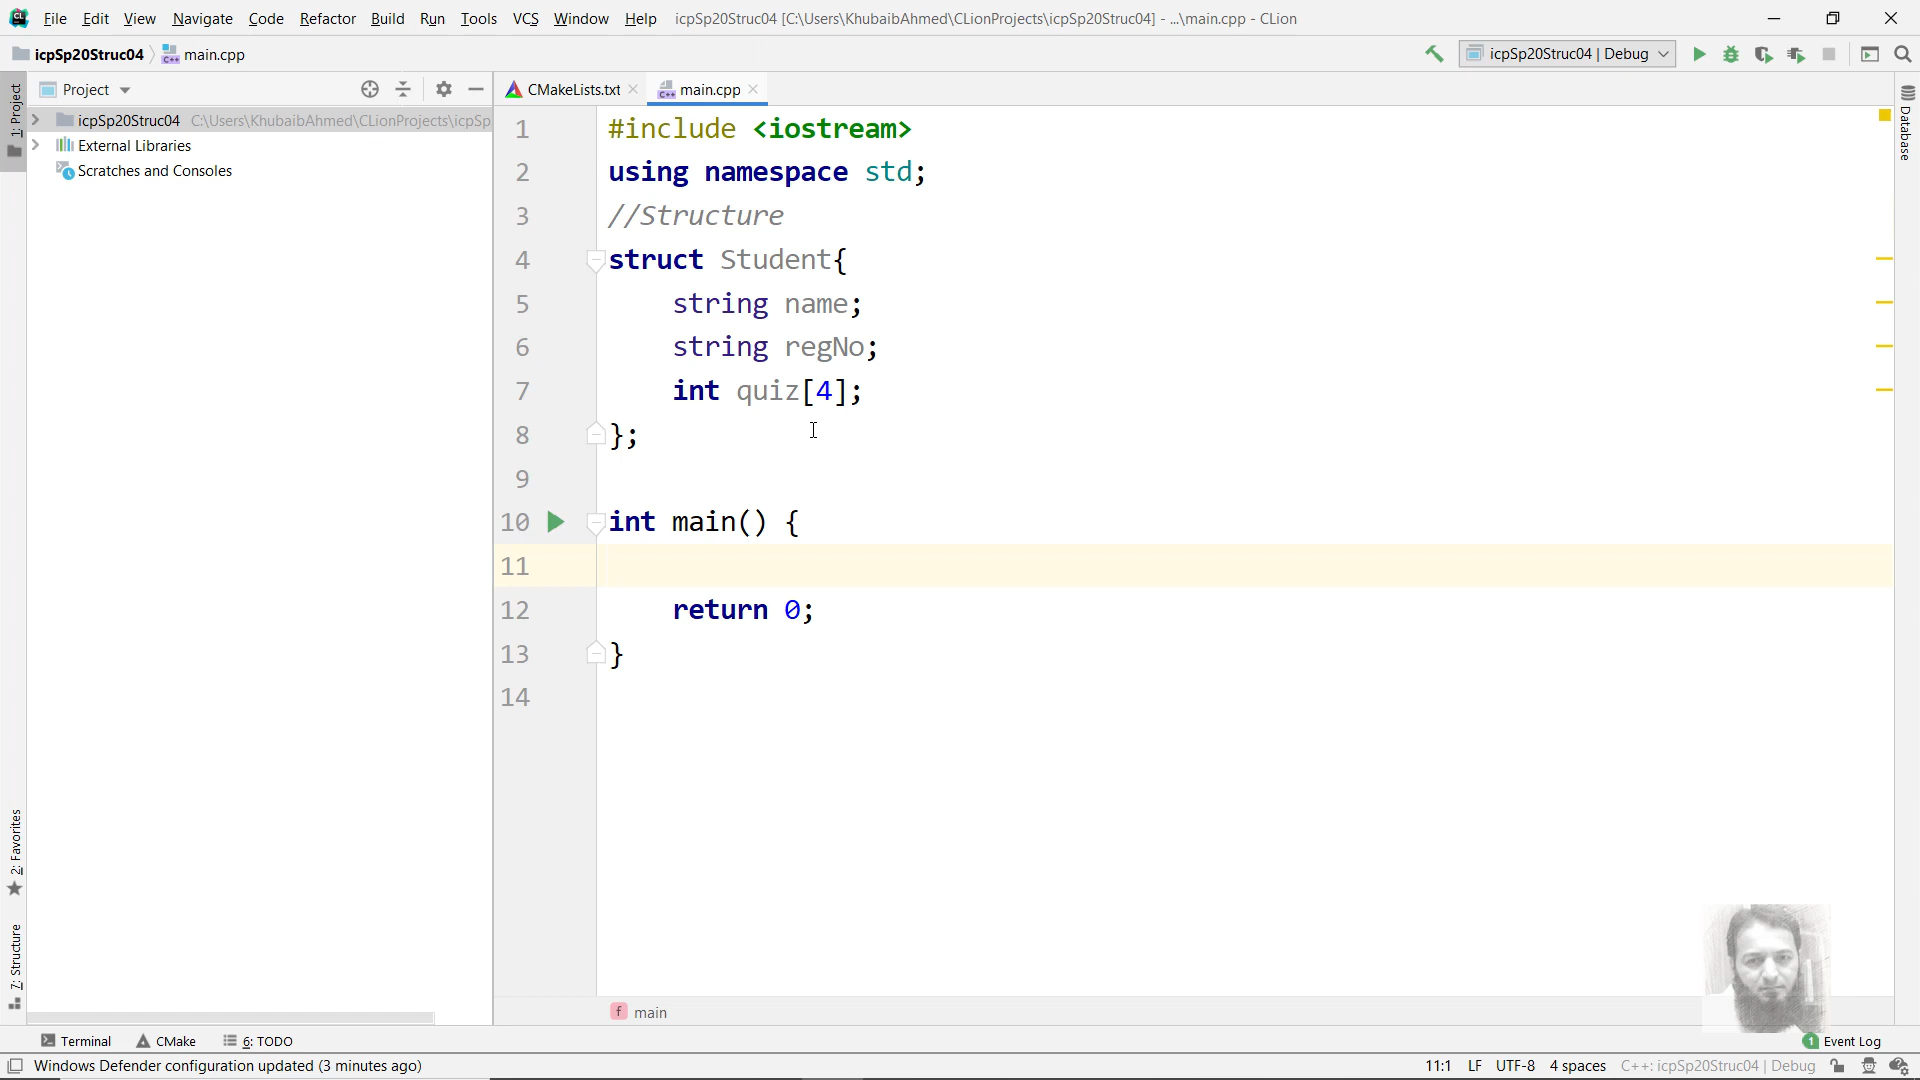 File Edit View Navigate Code Refactor Build Run Tools VCS Window Help icpSp20Struc04 [C:\Users\KhubaibAhmed\CLionProjects\icpSp20Struc04] - ...\main.cpp - CLion
icpSp20Struc04 main.cpp icpSp20Struc04 | Debug
1: Project
Project
CMakeLists.txt main.cpp
icpSp20Struc04 C:\Users\KhubaibAhmed\CLionProjects\icpSp
External Libraries
Scratches and Consoles
Database
1 #include <iostream>
2 using namespace std;
3 //Structure
4 struct Student{
5 string name;
6 string regNo;
7 int quiz[4];
8 };
9
10 int main() {
11
12 return 0;
13 }
14
2: Favorites
7: Structure
f main
Terminal CMake 6: TODO 1 Event Log
Windows Defender configuration updated (3 minutes ago) 11:1 LF UTF-8 4 spaces C++: icpSp20Struc04 | Debug